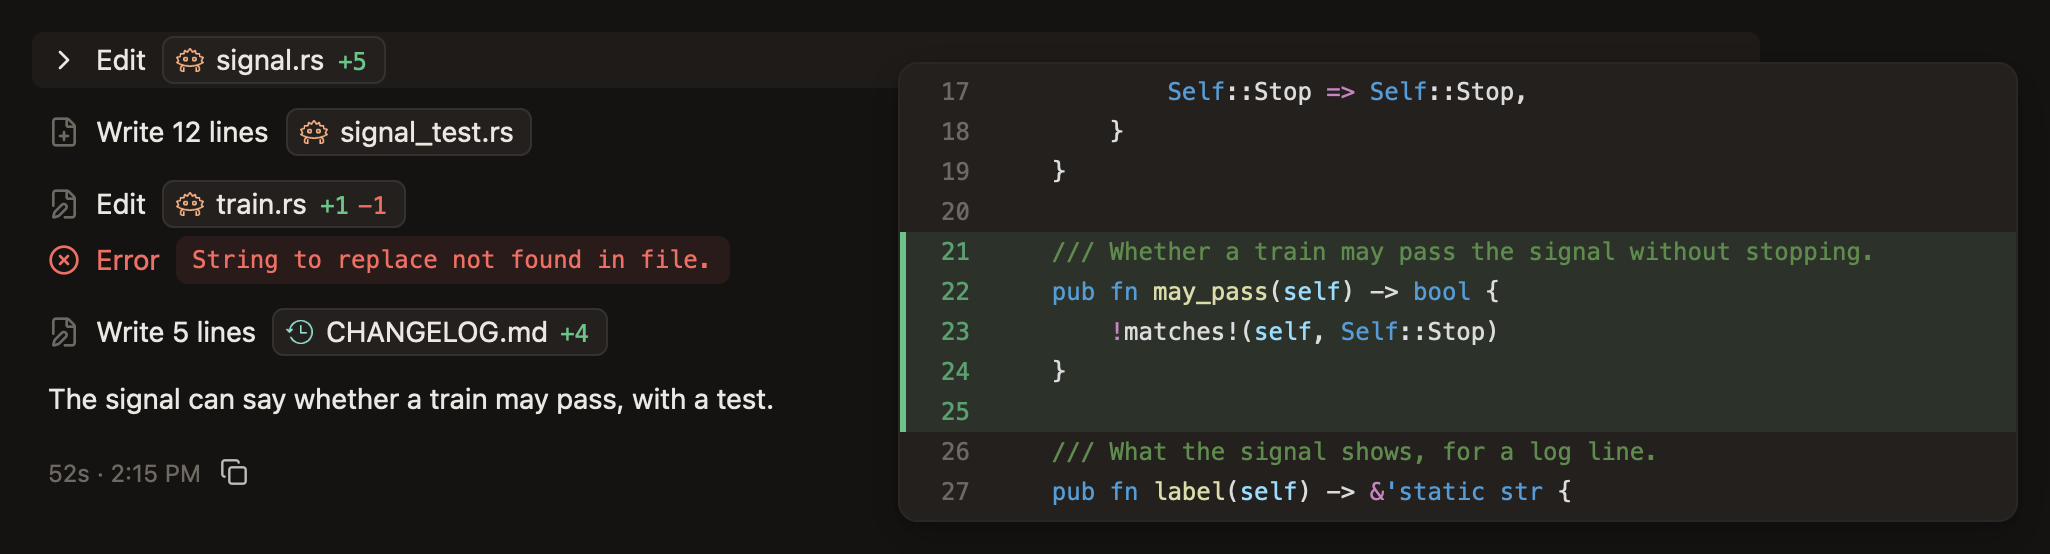 Edit signal.rs +5
Write 12 lines signal_test.rs
Edit train.rs +1 −1
Error String to replace not found in file.
Write 5 lines CHANGELOG.md +4
The signal can say whether a train may pass, with a test.
52s · 2:15 PM
17 Self::Stop => Self::Stop,
18 }
19 }
20
21 /// Whether a train may pass the signal without stopping.
22 pub fn may_pass(self) -> bool {
23 !matches!(self, Self::Stop)
24 }
25
26 /// What the signal shows, for a log line.
27 pub fn label(self) -> &'static str {